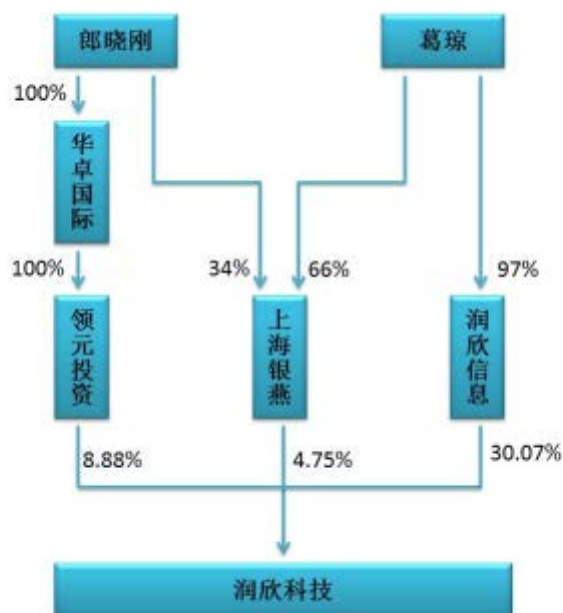 郎晓刚
葛琼
100%
华卓国际
100%
34%
66%
97%
领元投资
上海银燕
润欣信息
8.88%
4.75%
30.07%
润欣科技